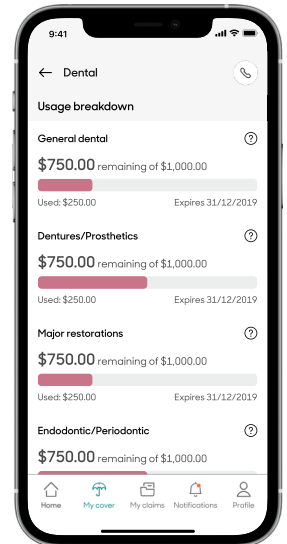 9:41
Dental
Usage breakdown
General dental ?
$750.00 remaining of $1,000.00
Used: $250.00 Expires 31/12/2019
Dentures/Prosthetics ?
$750.00 remaining of $1,000.00
Used: $250.00 Expires 31/12/2019
Major restorations ?
$750.00 remaining of $1,000.00
Used: $250.00 Expires 31/12/2019
Endodontic/Periodontic ?
$750.00 remaining of $1,000.00
Home My cover My claims Notifications Profile